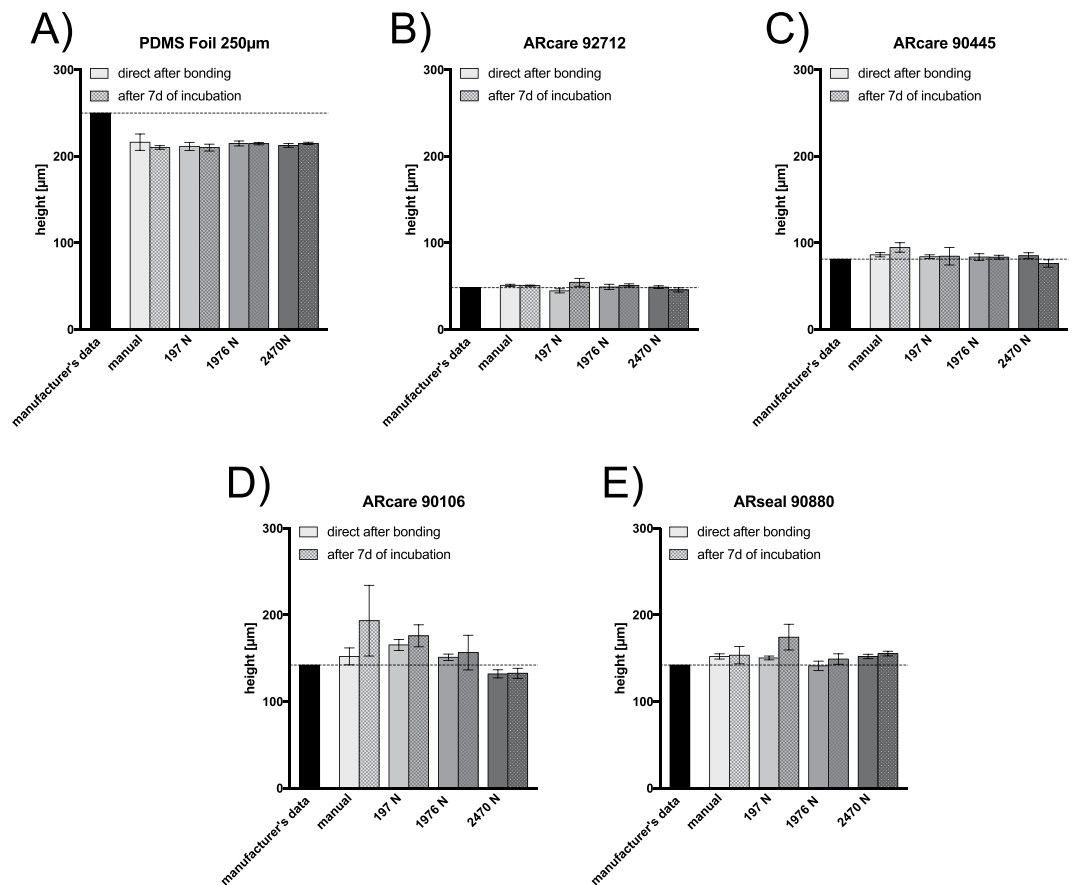 A)
PDMS Foil 250µm
300
200
100
0
height [µm]
direct after bonding
after 7d of incubation
manufacturer's data
manual
197 N
1976 N
2470N
B)
ARcare 92712
300
200
100
0
height [µm]
direct after bonding
after 7d of incubation
manufacturer's data
manual
197 N
1976 N
2470 N
C)
ARcare 90445
300
200
100
0
height [µm]
direct after bonding
after 7d of incubation
manufacturer's data
manual
197 N
1976 N
2470 N
D)
ARcare 90106
300
200
100
0
height [µm]
direct after bonding
after 7d of incubation
manufacturer's data
manual
197 N
1976 N
2470 N
E)
ARseal 90880
300
200
100
0
height [µm]
direct after bonding
after 7d of incubation
manufacturer's data
manual
197 N
1976 N
2470 N